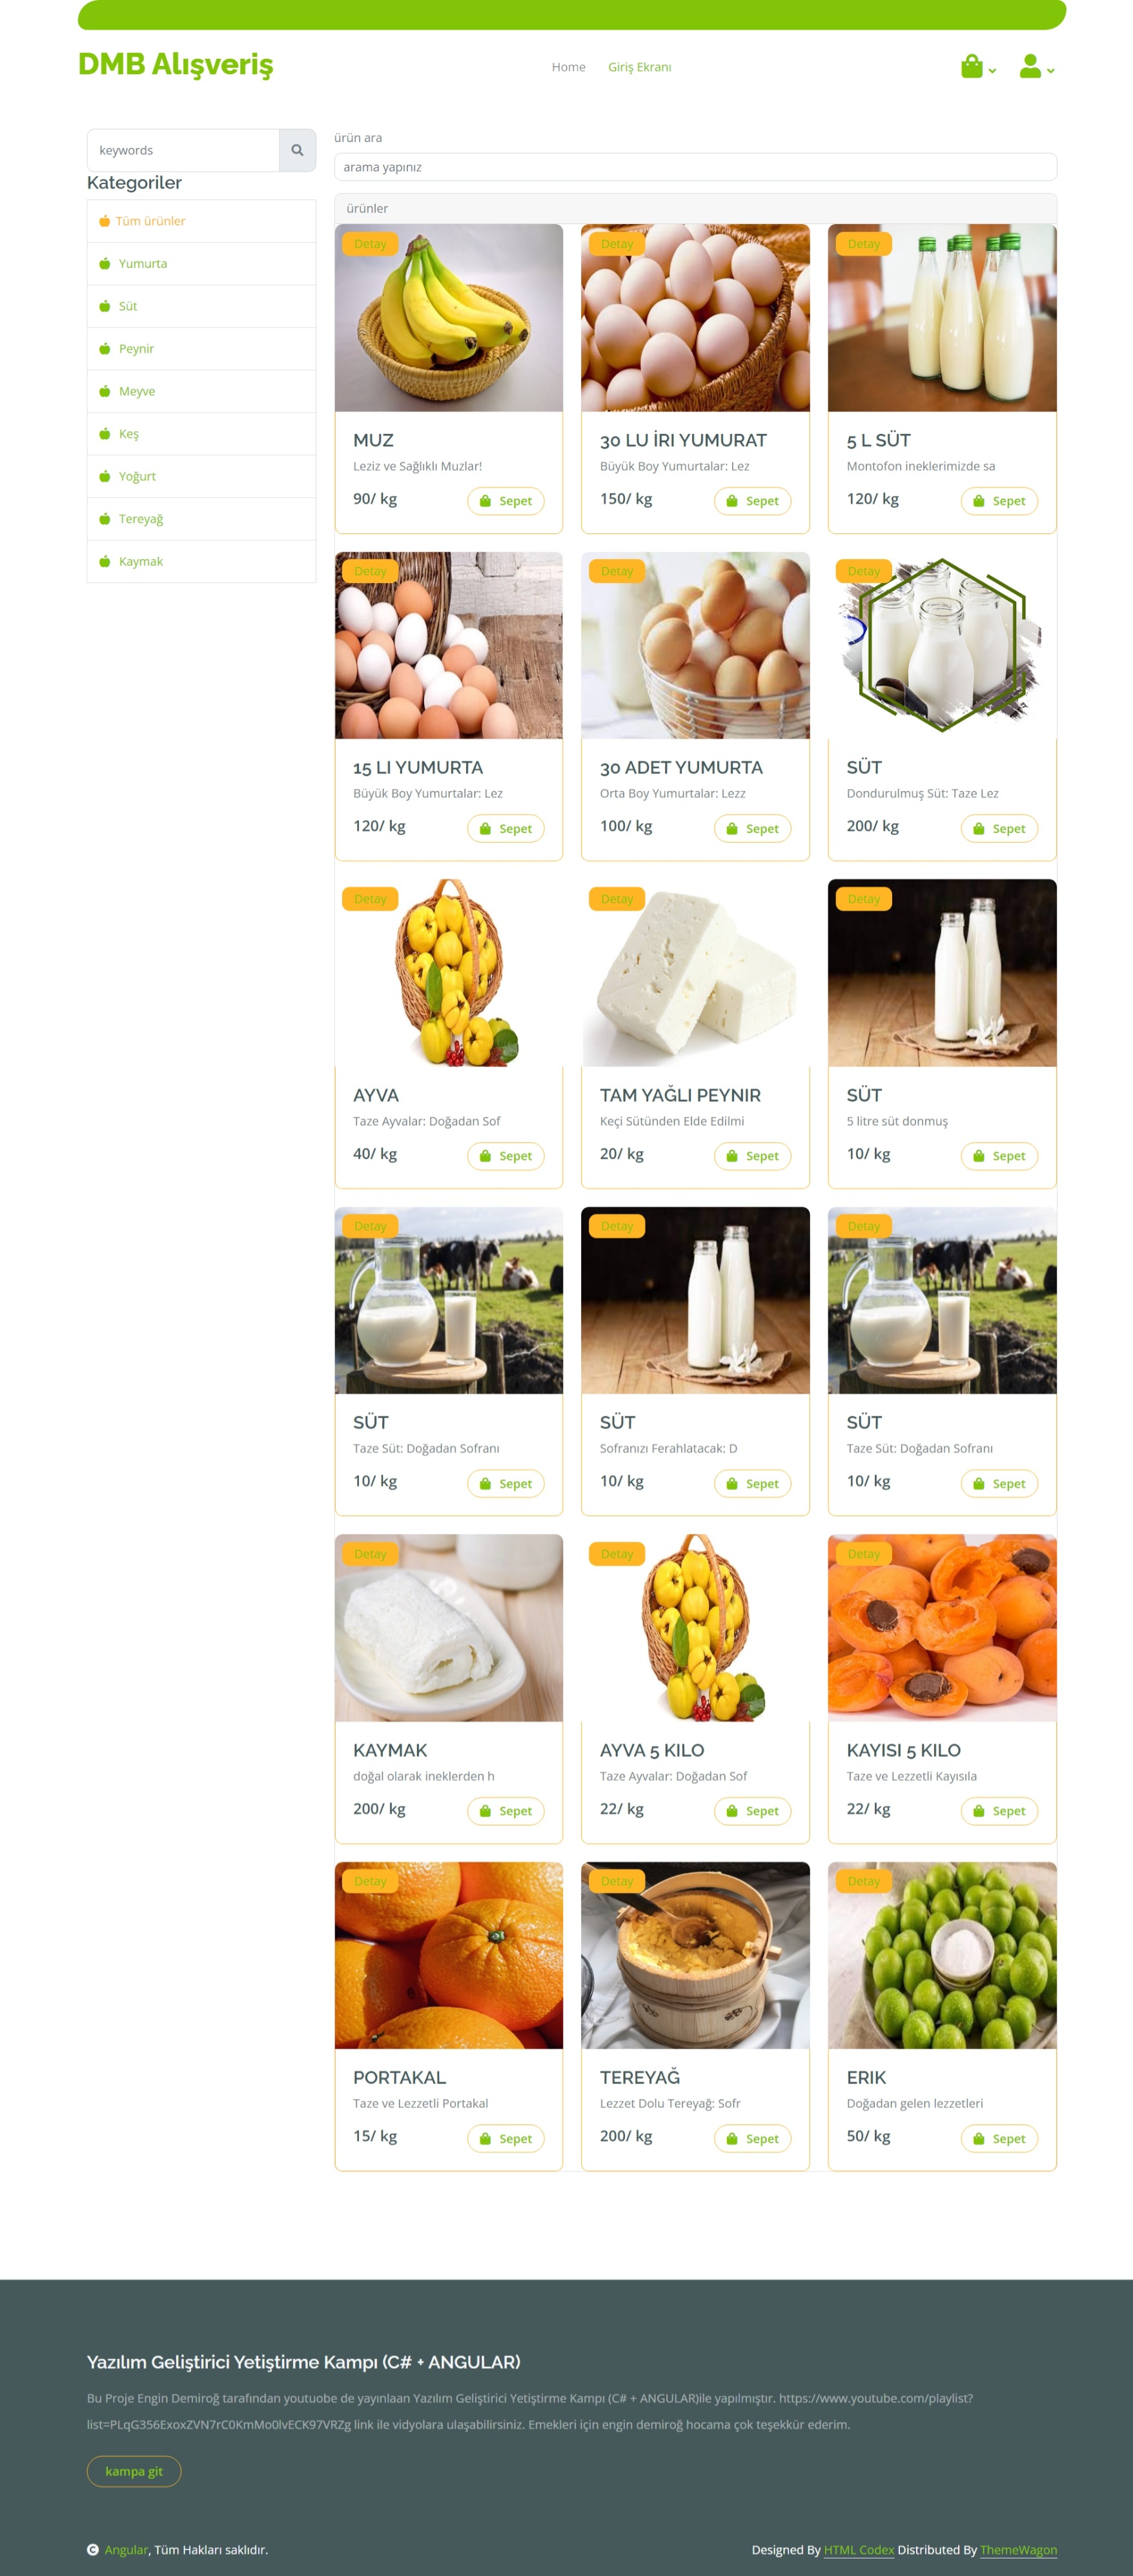 DMB Alışveriş
Home
Giriş Ekranı
keywords
Kategoriler
Tüm ürünler
Yumurta
Süt
Peynir
Meyve
Keş
Yoğurt
Tereyağ
Kaymak
ürün ara
arama yapınız
ürünler
Detay
MUZ
Leziz ve Sağlıklı Muzlar!
90/ kg
Sepet
Detay
30 LU İRI YUMURAT
Büyük Boy Yumurtalar: Lez
150/ kg
Sepet
Detay
5 L SÜT
Montofon ineklerimizde sa
120/ kg
Sepet
Detay
15 LI YUMURTA
Büyük Boy Yumurtalar: Lez
120/ kg
Sepet
Detay
30 ADET YUMURTA
Orta Boy Yumurtalar: Lezz
100/ kg
Sepet
Detay
SÜT
Dondurulmuş Süt: Taze Lez
200/ kg
Sepet
Detay
AYVA
Taze Ayvalar: Doğadan Sof
40/ kg
Sepet
Detay
TAM YAĞLI PEYNIR
Keçi Sütünden Elde Edilmi
20/ kg
Sepet
Detay
SÜT
5 litre süt donmuş
10/ kg
Sepet
Detay
SÜT
Taze Süt: Doğadan Sofranı
10/ kg
Sepet
Detay
SÜT
Sofranızı Ferahlatacak: D
10/ kg
Sepet
Detay
SÜT
Taze Süt: Doğadan Sofranı
10/ kg
Sepet
Detay
KAYMAK
doğal olarak ineklerden h
200/ kg
Sepet
Detay
AYVA 5 KILO
Taze Ayvalar: Doğadan Sof
22/ kg
Sepet
Detay
KAYISI 5 KILO
Taze ve Lezzetli Kayısıla
22/ kg
Sepet
Detay
PORTAKAL
Taze ve Lezzetli Portakal
15/ kg
Sepet
Detay
TEREYAĞ
Lezzet Dolu Tereyağ: Sofr
200/ kg
Sepet
Detay
ERIK
Doğadan gelen lezzetleri
50/ kg
Sepet
Yazılım Geliştirici Yetiştirme Kampı (C# + ANGULAR)
Bu Proje Engin Demiroğ tarafından youtuobe de yayınlaan Yazılım Geliştirici Yetiştirme Kampı (C# + ANGULAR)ile yapılmıştır. https://www.youtube.com/playlist?
list=PLqG356ExoxZVN7rC0KmMo0lvECK97VRZg link ile vidyolara ulaşabilirsiniz. Emekleri için engin demiroğ hocama çok teşekkür ederim.
kampa git
Angular, Tüm Hakları saklıdır.
Designed By HTML Codex Distributed By ThemeWagon